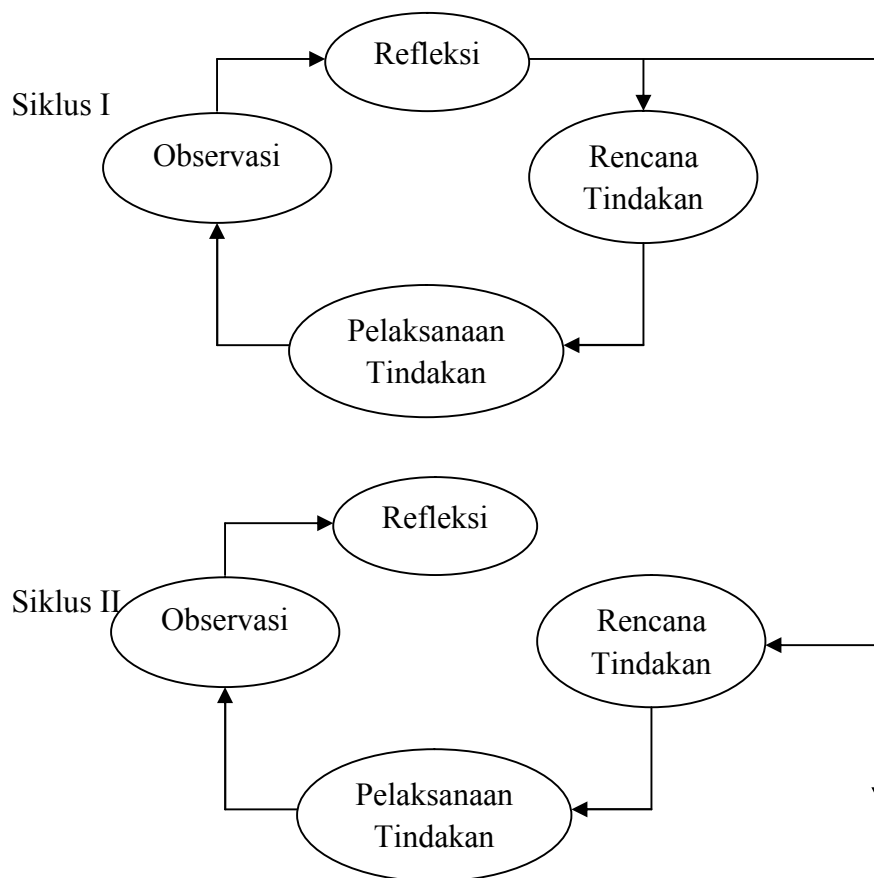 Refleksi
Siklus I
Observasi
Rencana
Tindakan
Pelaksanaan
Tindakan
Refleksi
Siklus II
Observasi
Rencana
Tindakan
Pelaksanaan
Tindakan